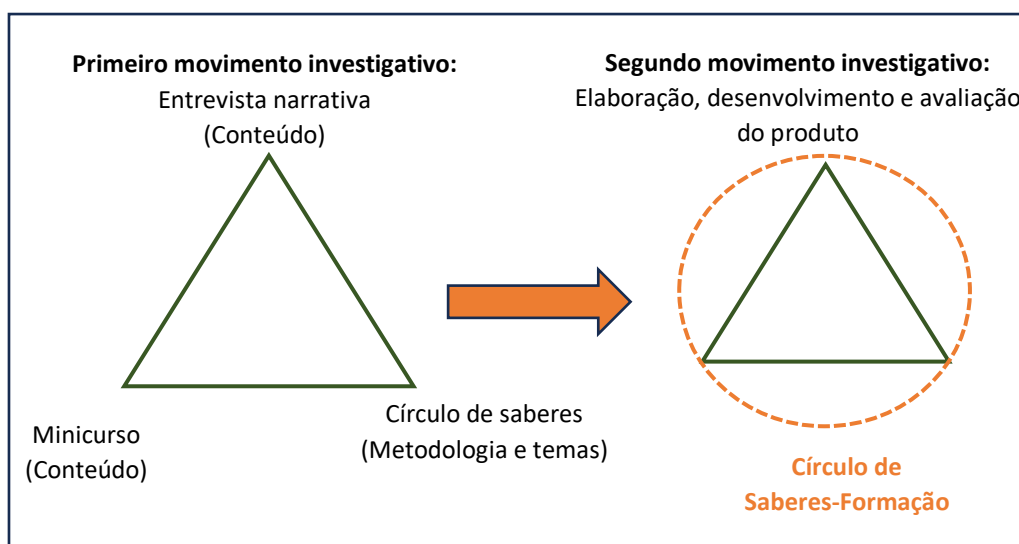 Primeiro movimento investigativo:
Entrevista narrativa
(Conteúdo)
Minicurso
(Conteúdo)
Círculo de saberes
(Metodologia e temas)
Segundo movimento investigativo:
Elaboração, desenvolvimento e avaliação
do produto
Círculo de
Saberes-Formação